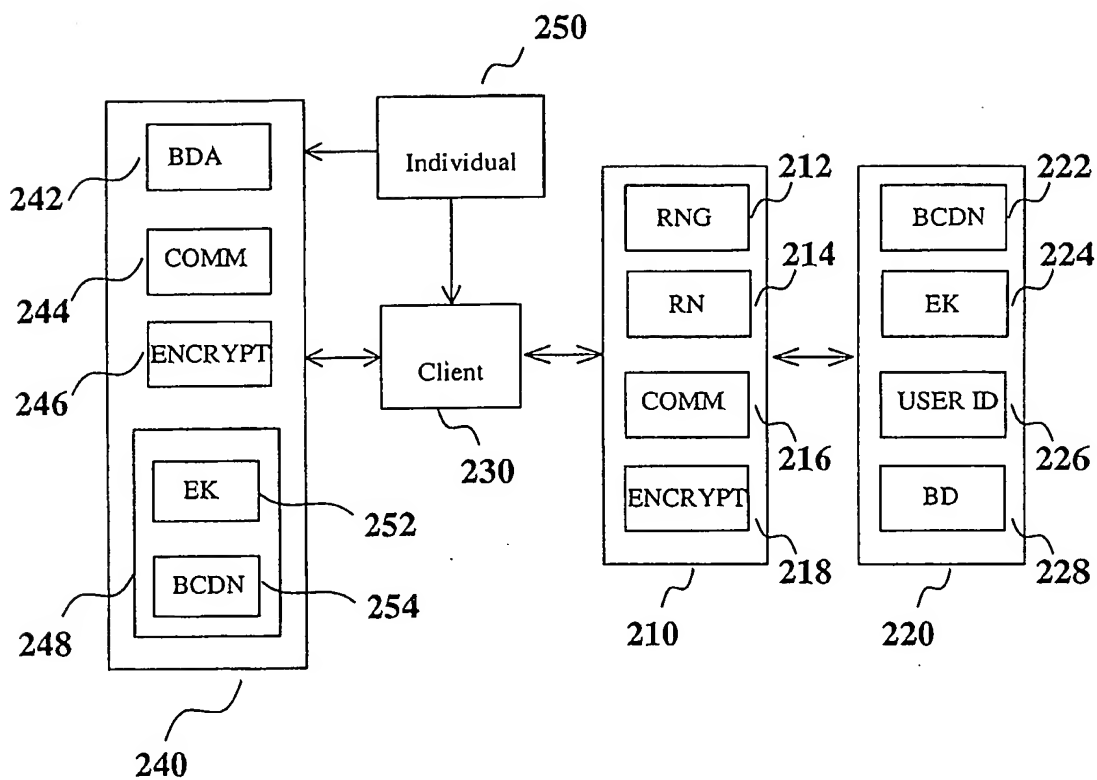 250
BDA
242
Individual
COMM
244
ENCRYPT
246
Client
230
EK
252
BCDN
254
248
240
RNG
212
RN
214
COMM
216
ENCRYPT
218
210
BCDN
222
EK
224
USER ID
226
BD
228
220